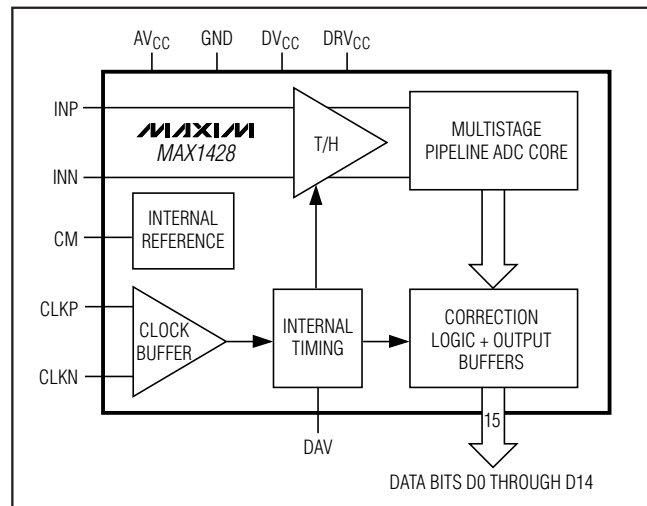 AVCC GND DVCC DRVCC
INP
MAXIM
MAX1428
T/H
MULTISTAGE
PIPELINE ADC CORE
INN
INTERNAL
REFERENCE
CM
CLKP
CLOCK
BUFFER
INTERNAL
TIMING
CORRECTION
LOGIC + OUTPUT
BUFFERS
CLKN
15
DAV
DATA BITS D0 THROUGH D14